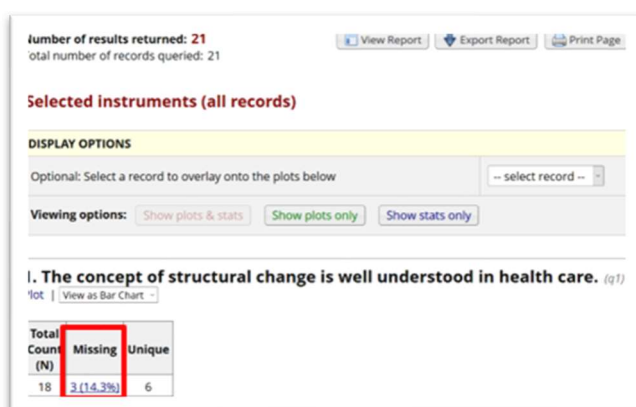 Number of results returned: 21 View Report Export Report Print Page
Total number of records queried: 21
Selected instruments (all records)
DISPLAY OPTIONS
Optional: Select a record to overlay onto the plots below -- select record --
Viewing options: Show plots & stats Show plots only Show stats only
1. The concept of structural change is well understood in health care. (q1)
Plot | View as Bar Chart
Total Count (N) Missing Unique
18 3 (14.3%) 6